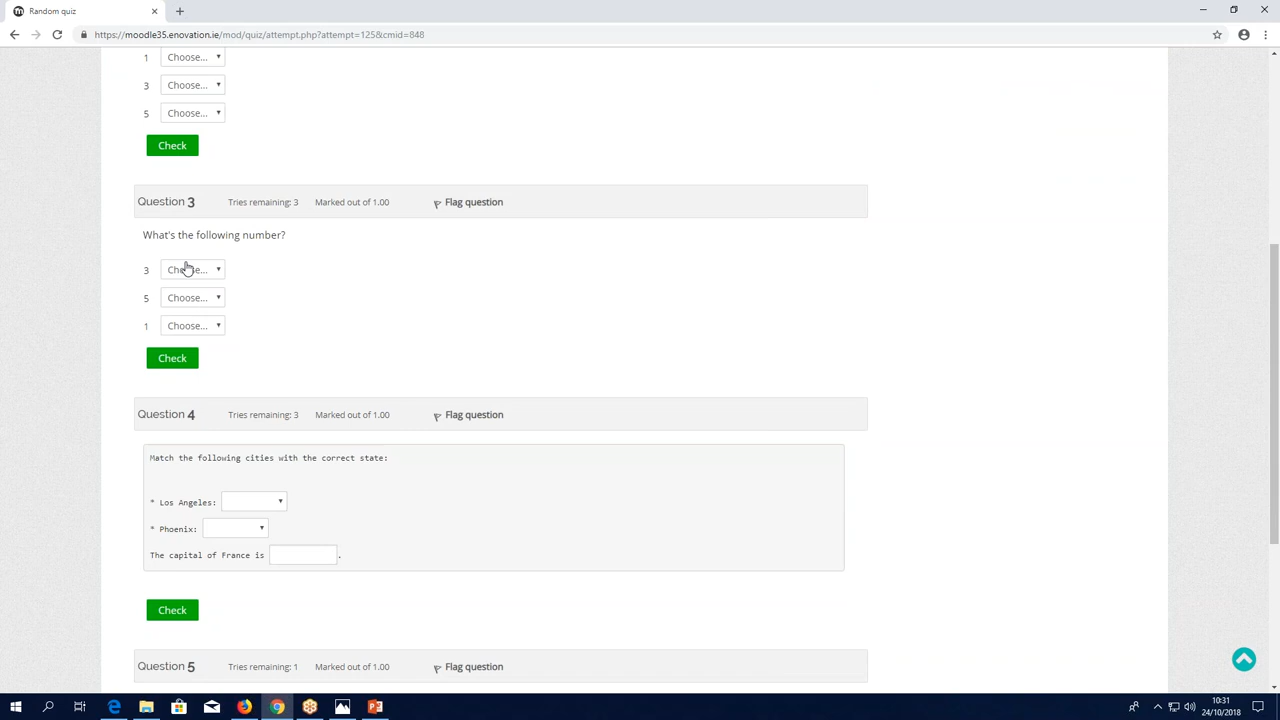 Random quiz
https://moodle35.enovation.ie/mod/quiz/attempt.php?attempt=125&cmid=848
1 Choose...
3 Choose...
5 Choose...
Check
Question 3 Tries remaining: 3 Marked out of 1.00 Flag question
What's the following number?
3 Choose...
5 Choose...
1 Choose...
Check
Question 4 Tries remaining: 3 Marked out of 1.00 Flag question
Match the following cities with the correct state:
* Los Angeles:
* Phoenix:
The capital of France is .
Check
Question 5 Tries remaining: 1 Marked out of 1.00 Flag question
10:31
24/10/2018